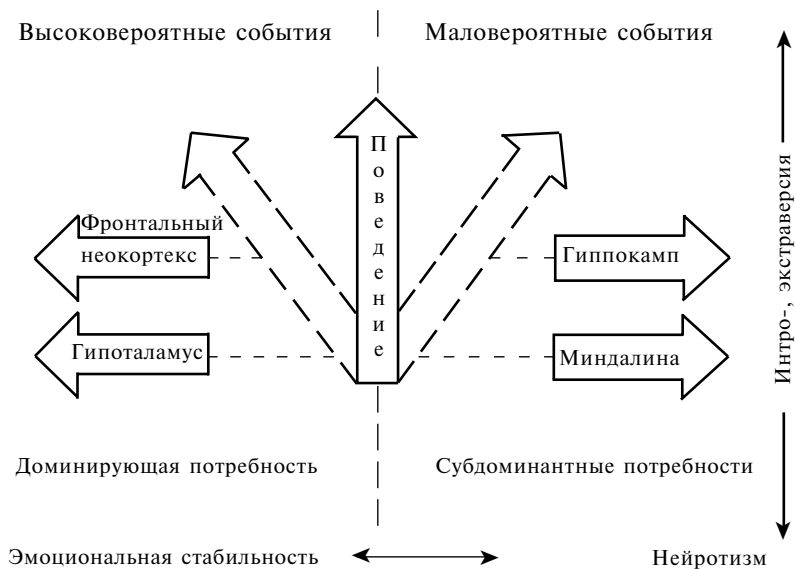 Высоковероятные события
Маловероятные события
Поведение
Фронтальный
неокортекс
Гиппокамп
Гипоталамус
Миндалина
Интро-, экстраверсия
Доминирующая потребность
Субдоминантные потребности
Эмоциональная стабильность
Нейротизм